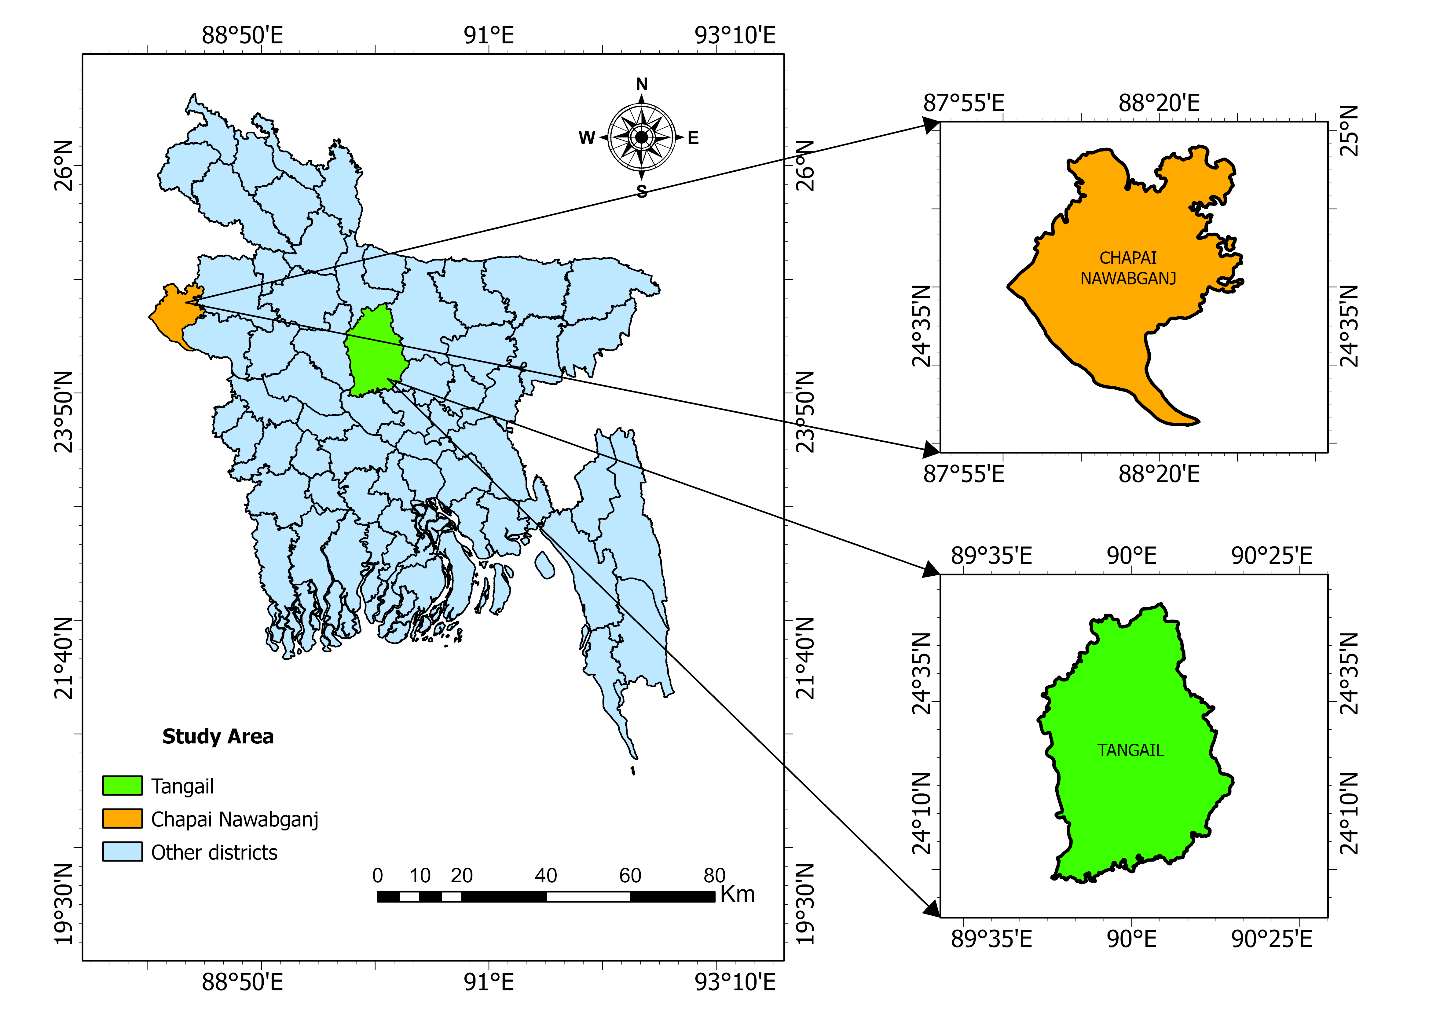 88°50'E 91°E 93°10'E
N
W E
S
26°N 26°N
23°50'N 23°50'N
21°40'N 21°40'N
19°30'N 19°30'N
Study Area
Tangail
Chapai Nawabganj
Other districts
0 10 20 40 60 80
Km
88°50'E 91°E 93°10'E
87°55'E 88°20'E
25°N
CHAPAI
NAWABGANJ
24°35'N 24°35'N
87°55'E 88°20'E
89°35'E 90°E 90°25'E
24°35'N 24°35'N
TANGAIL
24°10'N 24°10'N
89°35'E 90°E 90°25'E